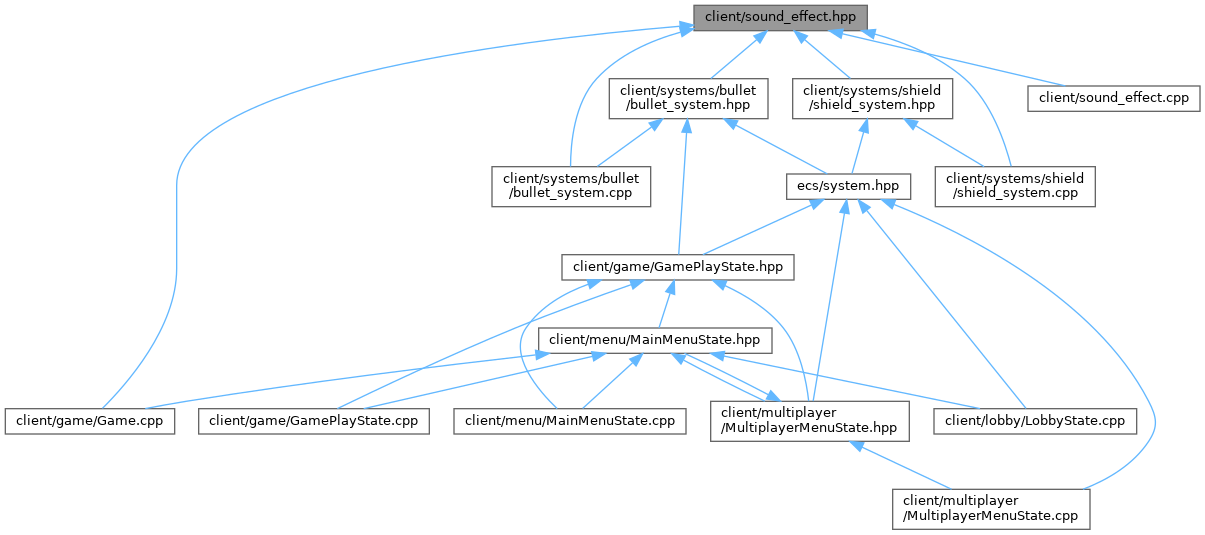 client/sound_effect.hpp
client/systems/bullet
/bullet_system.hpp
client/systems/shield
/shield_system.hpp
client/sound_effect.cpp
client/systems/bullet
/bullet_system.cpp
ecs/system.hpp
client/systems/shield
/shield_system.cpp
client/game/GamePlayState.hpp
client/menu/MainMenuState.hpp
client/game/Game.cpp
client/game/GamePlayState.cpp
client/menu/MainMenuState.cpp
client/multiplayer
/MultiplayerMenuState.hpp
client/lobby/LobbyState.cpp
client/multiplayer
/MultiplayerMenuState.cpp